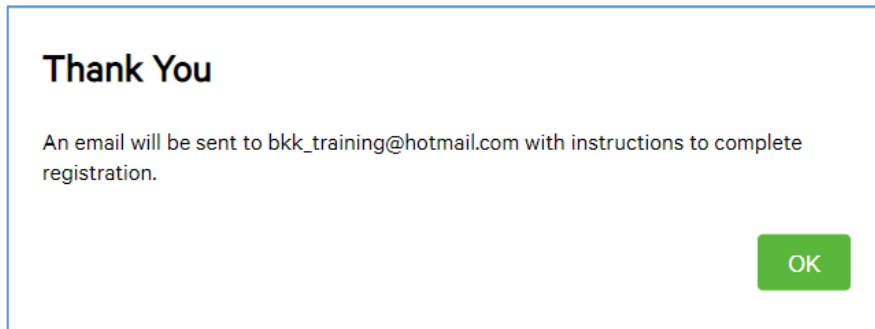 Thank You
An email will be sent to bkk_training@hotmail.com with instructions to complete
registration.
OK